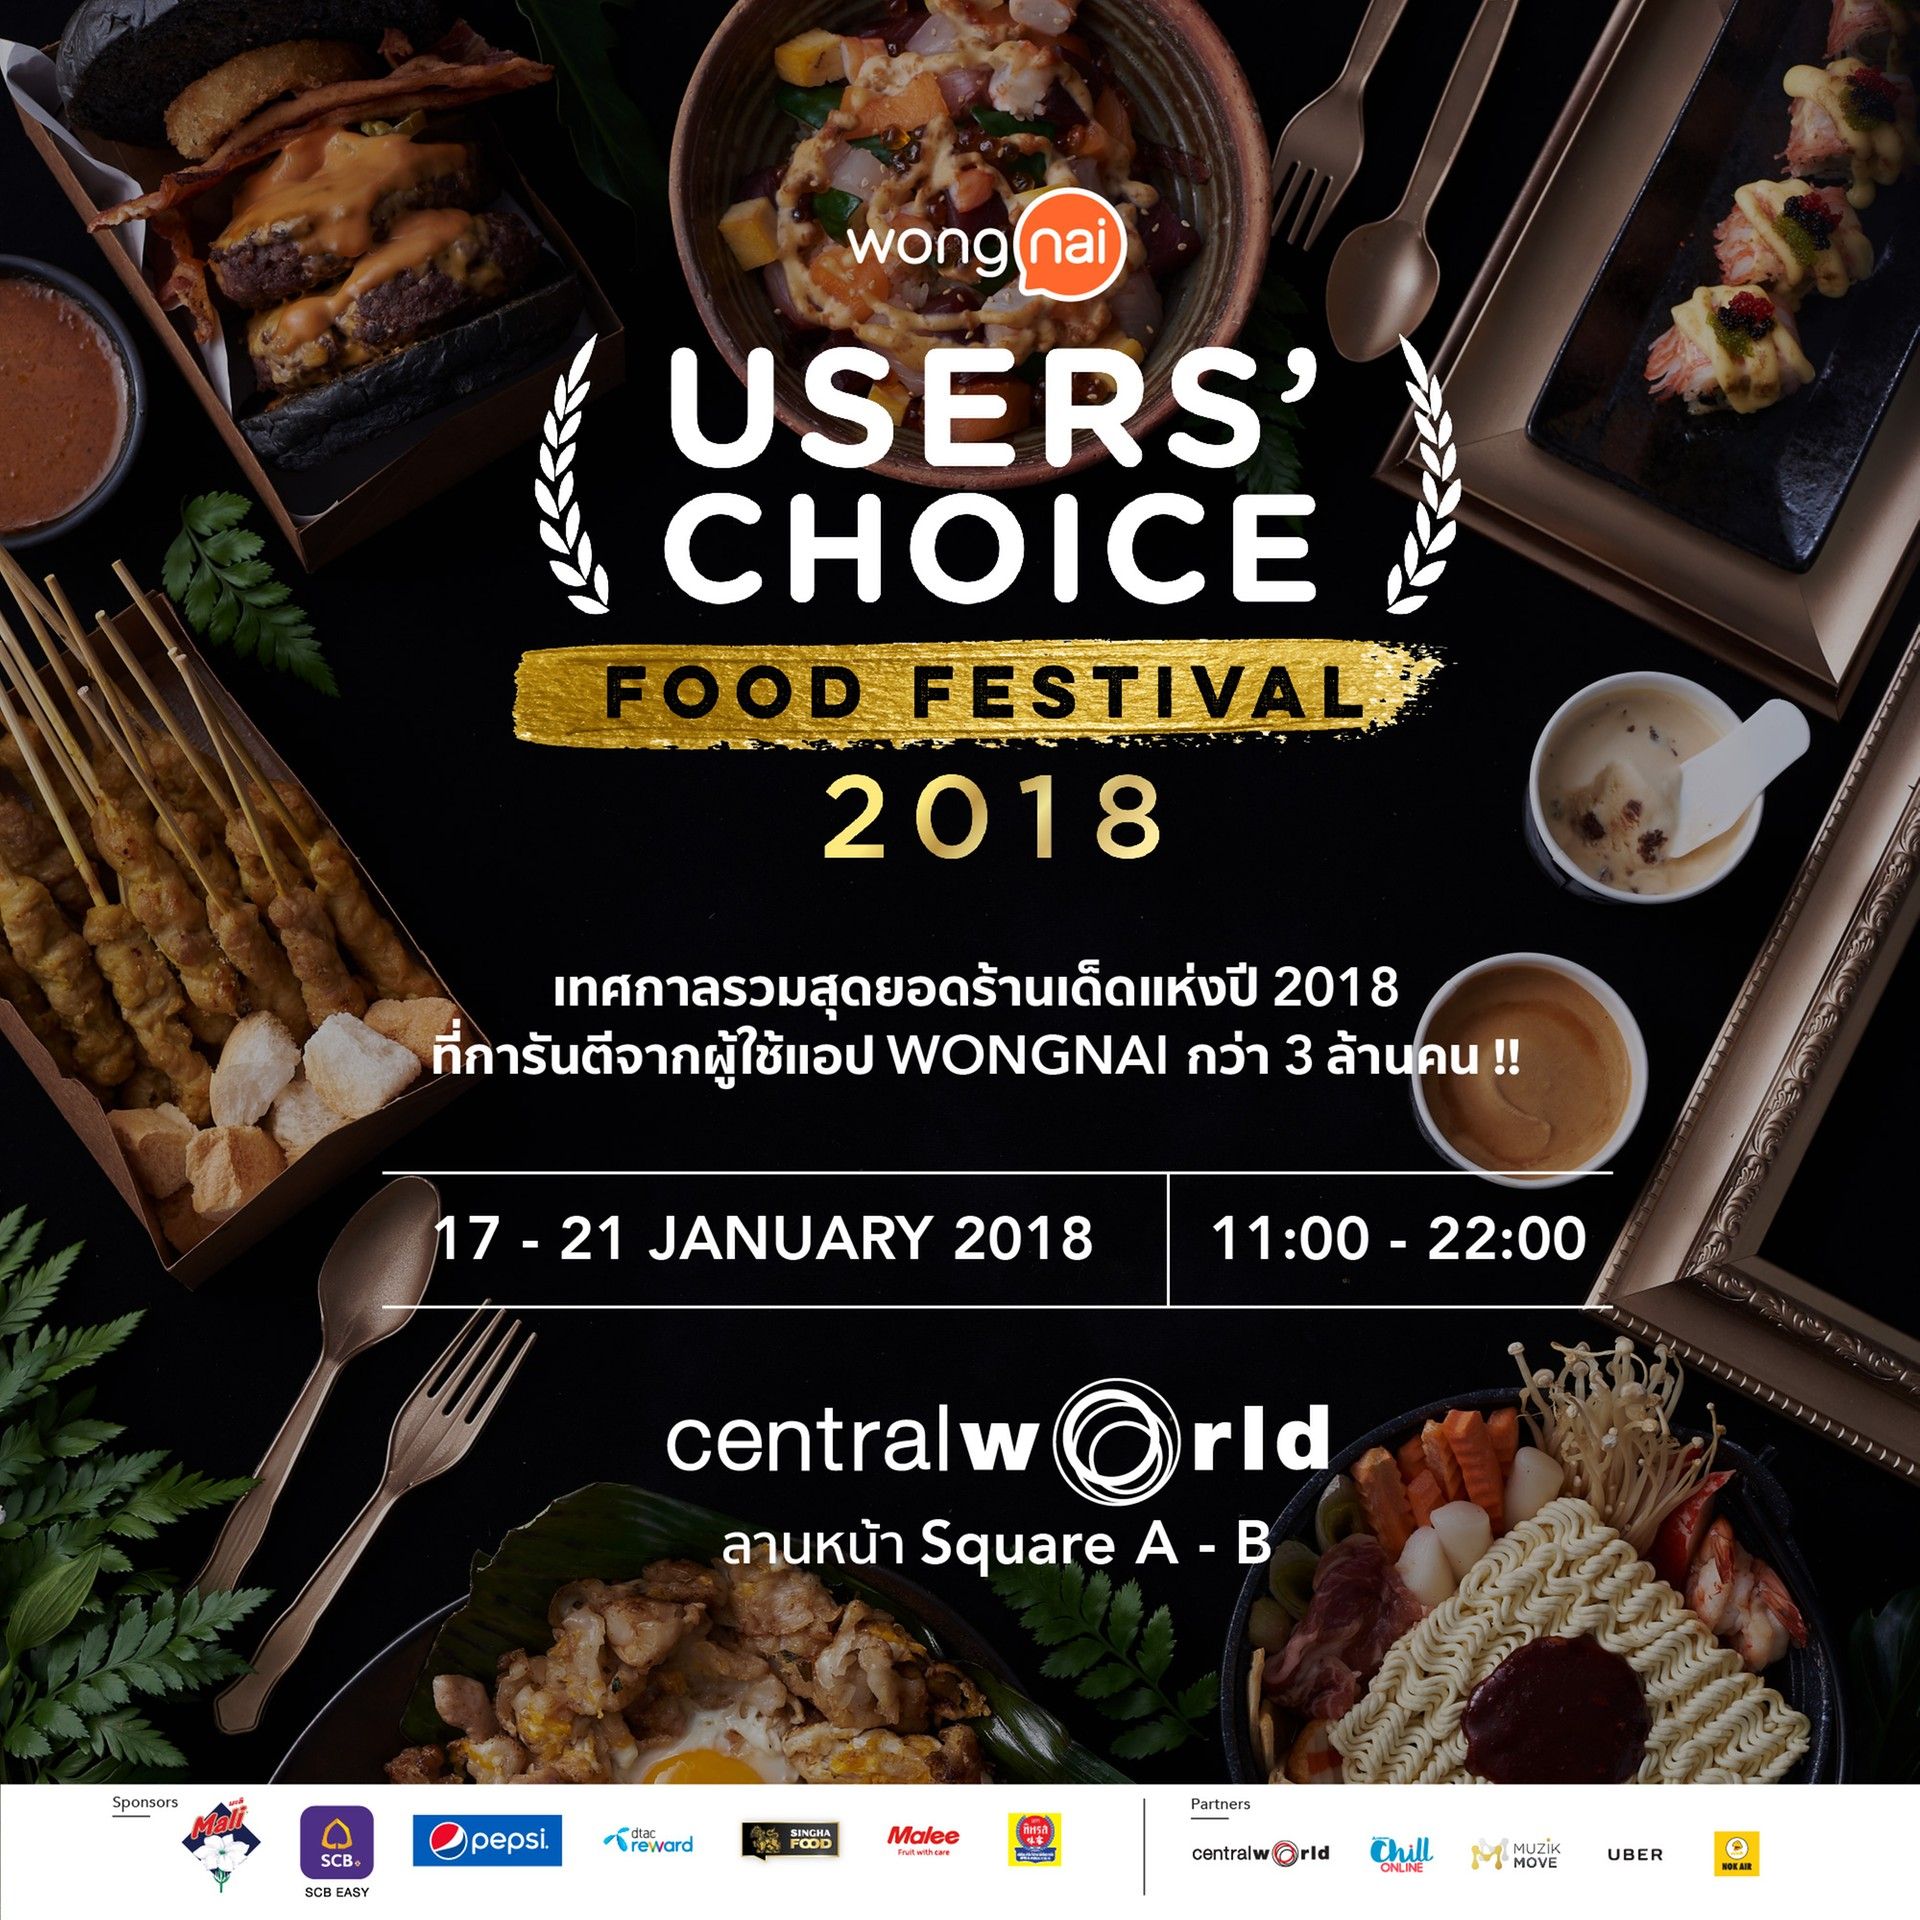 wongnai
USERS’
CHOICE
FOOD FESTIVAL
2018
เทศกาลรวมสุดยอดร้านเด็ดแห่งปี 2018
ที่การันตีจากผู้ใช้แอป WONGNAI กว่า 3 ล้านคน !!
17 - 21 JANUARY 2018 11:00 - 22:00
centralwOrld
ลานหน้า Square A - B
Sponsors
มะลิ
Mali
SCB
SCB EASY
pepsi.
dtac
reward
SINGHA
FOOD
Malee
Fruit with care
Partners
centralwOrld
Chill
ONLINE
MUZIK
MOVE
UBER
NOK AIR